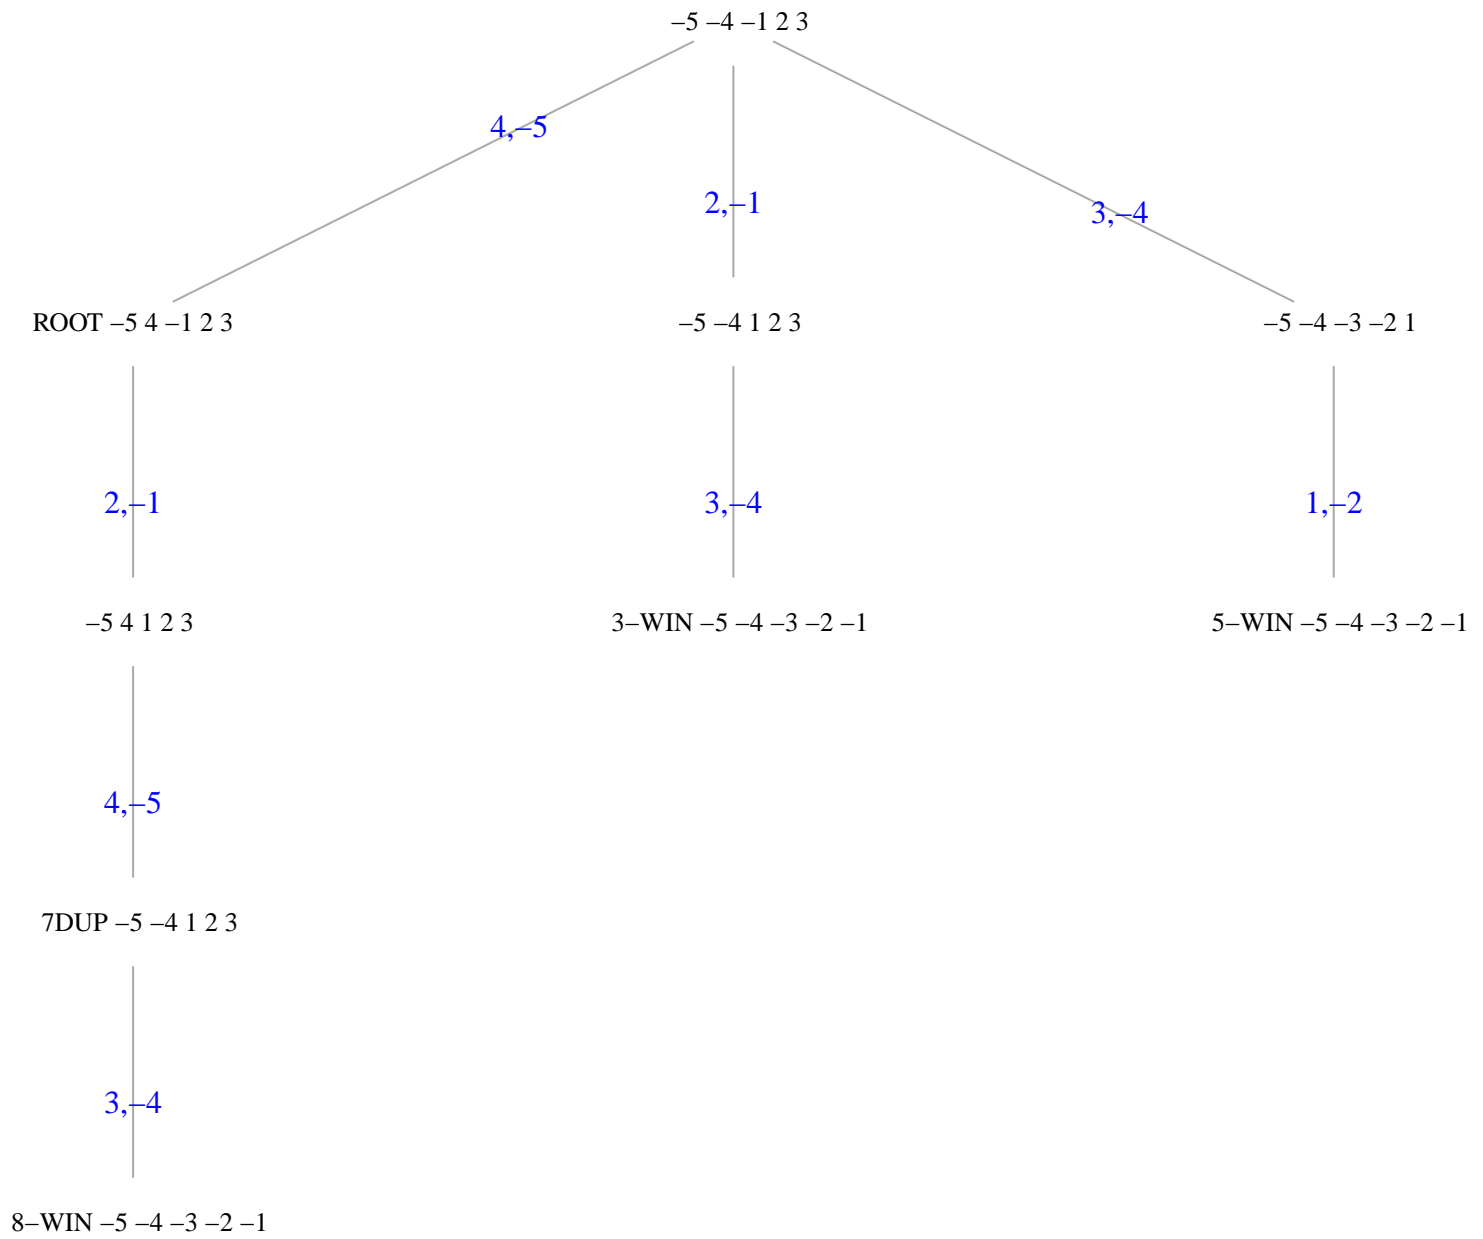 –5 –4 –1 2 3
4,–5
2,–1
3,–4
ROOT –5 4 –1 2 3
–5 –4 1 2 3
–5 –4 –3 –2 1
2,–1
3,–4
1,–2
–5 4 1 2 3
3–WIN –5 –4 –3 –2 –1
5–WIN –5 –4 –3 –2 –1
4,–5
7DUP –5 –4 1 2 3
3,–4
8–WIN –5 –4 –3 –2 –1